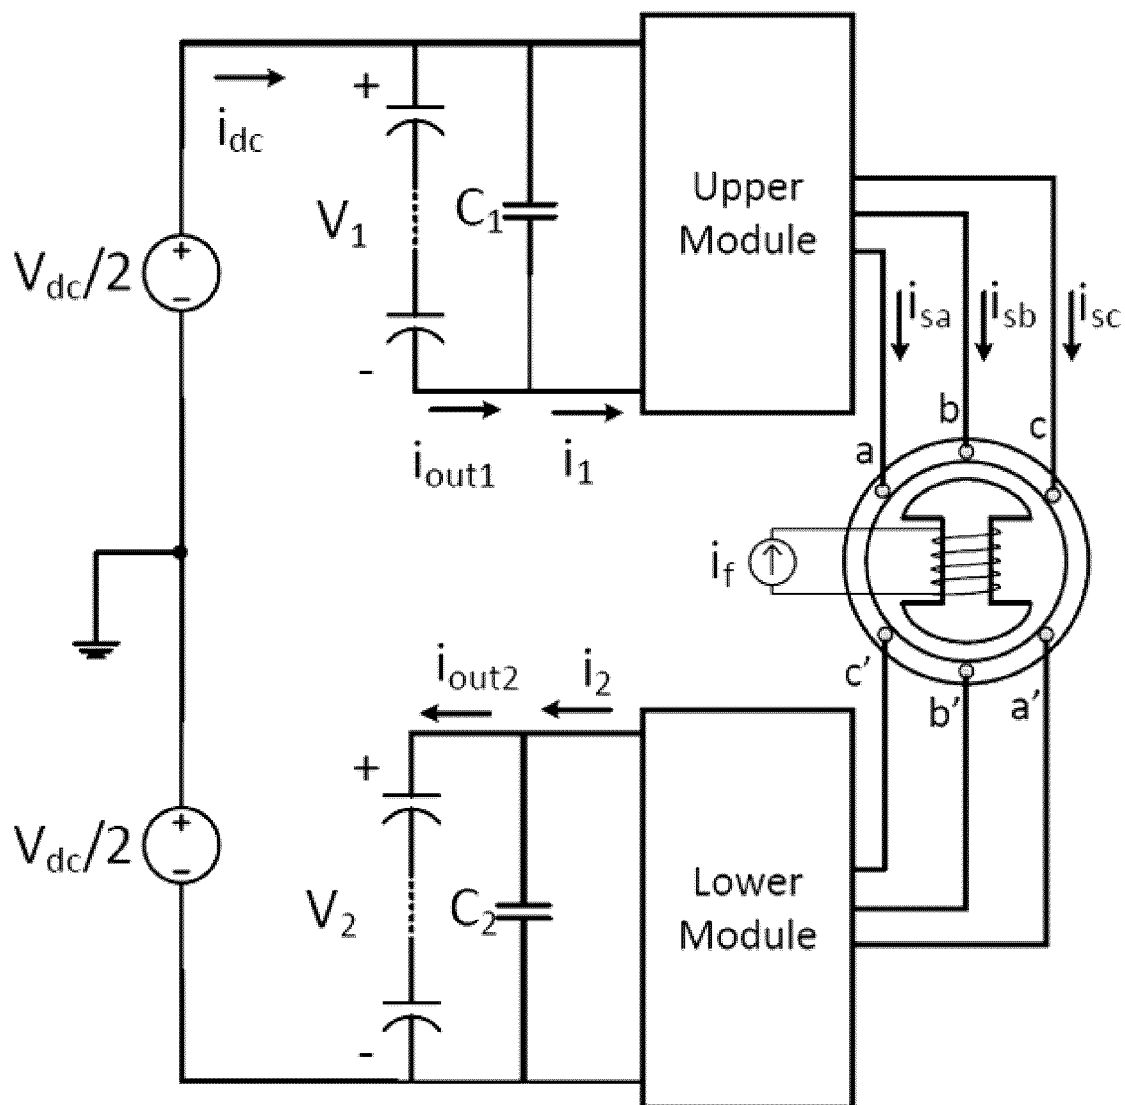 +
i_dc
V_1
C_1
Upper
Module
V_dc/2
+
-
-
i_out1
i_1
i_sa
i_sb
i_sc
a
b
c
i_f
c'
b'
a'
i_out2
i_2
+
V_dc/2
+
-
V_2
C_2
Lower
Module
-